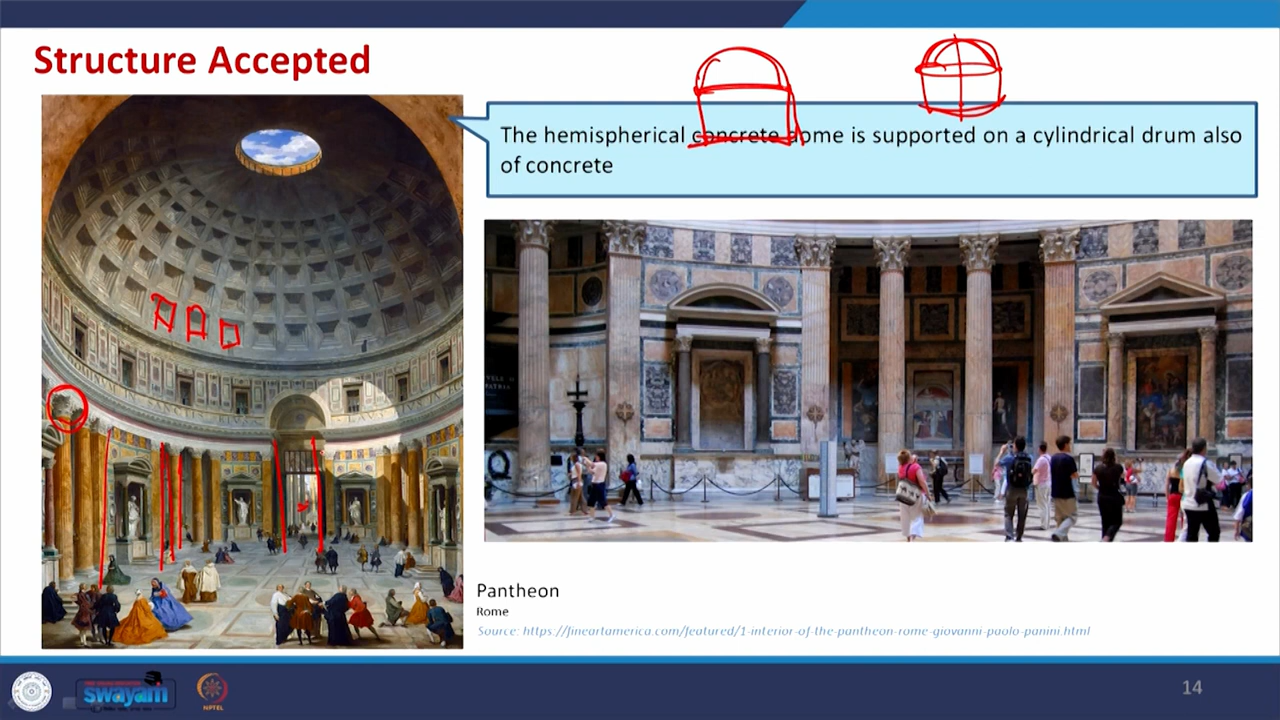 Structure Accepted
The hemispherical concrete dome is supported on a cylindrical drum also
of concrete
Pantheon
Rome
Source: https://fineartamerica.com/featured/1-interior-of-the-pantheon-rome-giovanni-paolo-panini.html
14
swayam
NPTEL